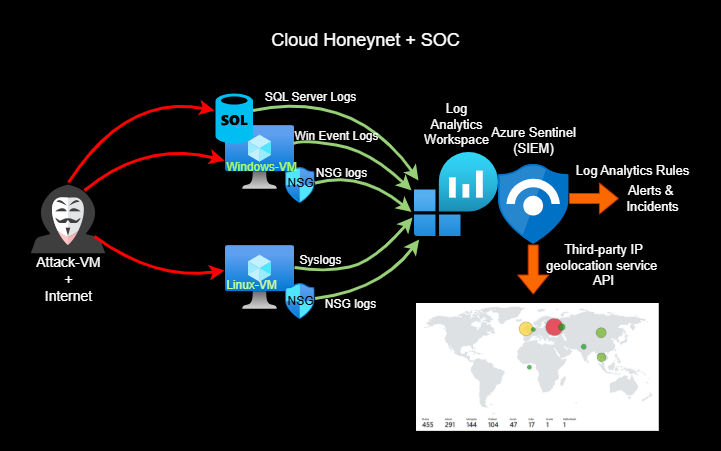 Cloud Honeynet + SOC
SQL Server Logs
SQL
Win Event Logs
Windows-VM
NSG
NSG logs
Log
Analytics
Workspace
Azure Sentinel
(SIEM)
Log Analytics Rules
Alerts &
Incidents
Attack-VM
+
Internet
Syslogs
Linux-VM
NSG
NSG logs
Third-party IP
geolocation service
API
455 291 144 104 47 17 1 1